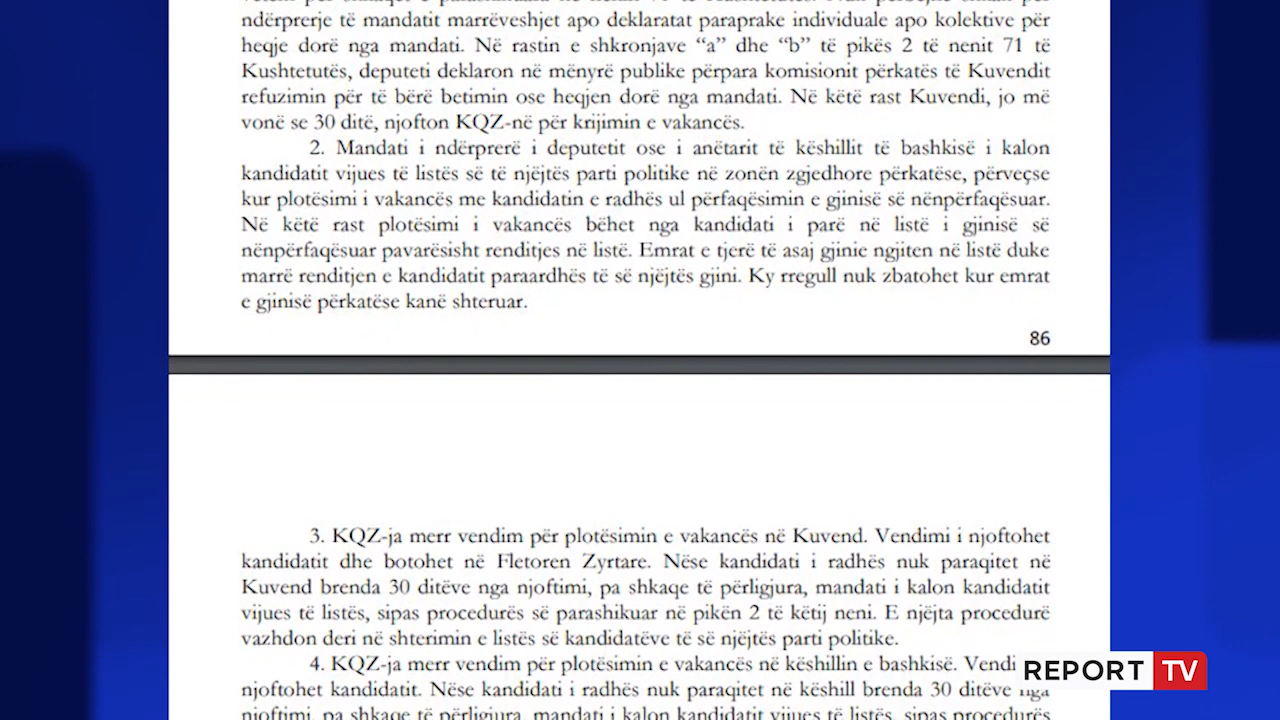 ndërprerje të mandatit marrëveshjet apo deklaratat paraprake individuale apo kolektive për
heqje dorë nga mandati. Në rastin e shkronjave “a” dhe “b” të pikës 2 të nenit 71 të
Kushtetutës, deputeti deklaron në mënyrë publike përpara komisionit përkatës të Kuvendit
refuzimin për të bërë betimin ose heqjen dorë nga mandati. Në këtë rast Kuvendi, jo më
vonë se 30 ditë, njofton KQZ-në për krijimin e vakancës.
2. Mandati i ndërprerë i deputetit ose i anëtarit të këshillit të bashkisë i kalon
kandidatit vijues të listës së të njëjtës parti politike në zonën zgjedhore përkatëse, përveçse
kur plotësimi i vakancës me kandidatin e radhës ul përfaqësimin e gjinisë së nënpërfaqësuar.
Në këtë rast plotësimi i vakancës bëhet nga kandidati i parë në listë i gjinisë së
nënpërfaqësuar pavarësisht renditjes në listë. Emrat e tjerë të asaj gjinie ngjiten në listë duke
marrë renditjen e kandidatit paraardhës të së njëjtës gjini. Ky rregull nuk zbatohet kur emrat
e gjinisë përkatëse kanë shteruar.
86
3. KQZ-ja merr vendim për plotësimin e vakancës në Kuvend. Vendimi i njoftohet
kandidatit dhe botohet në Fletoren Zyrtare. Nëse kandidati i radhës nuk paraqitet në
Kuvend brenda 30 ditëve nga njoftimi, pa shkaqe të përligjura, mandati i kalon kandidatit
vijues të listës, sipas procedurës së parashikuar në pikën 2 të këtij neni. E njëjta procedurë
vazhdon deri në shterimin e listës së kandidatëve të së njëjtës parti politike.
4. KQZ-ja merr vendim për plotësimin e vakancës në këshillin e bashkisë. Vendi
njoftohet kandidatit. Nëse kandidati i radhës nuk paraqitet në këshill brenda 30 ditëve nga
njoftimi, pa shkaqe të përligjura, mandati i kalon kandidatit vijues të listës, sipas procedurës
REPORT TV